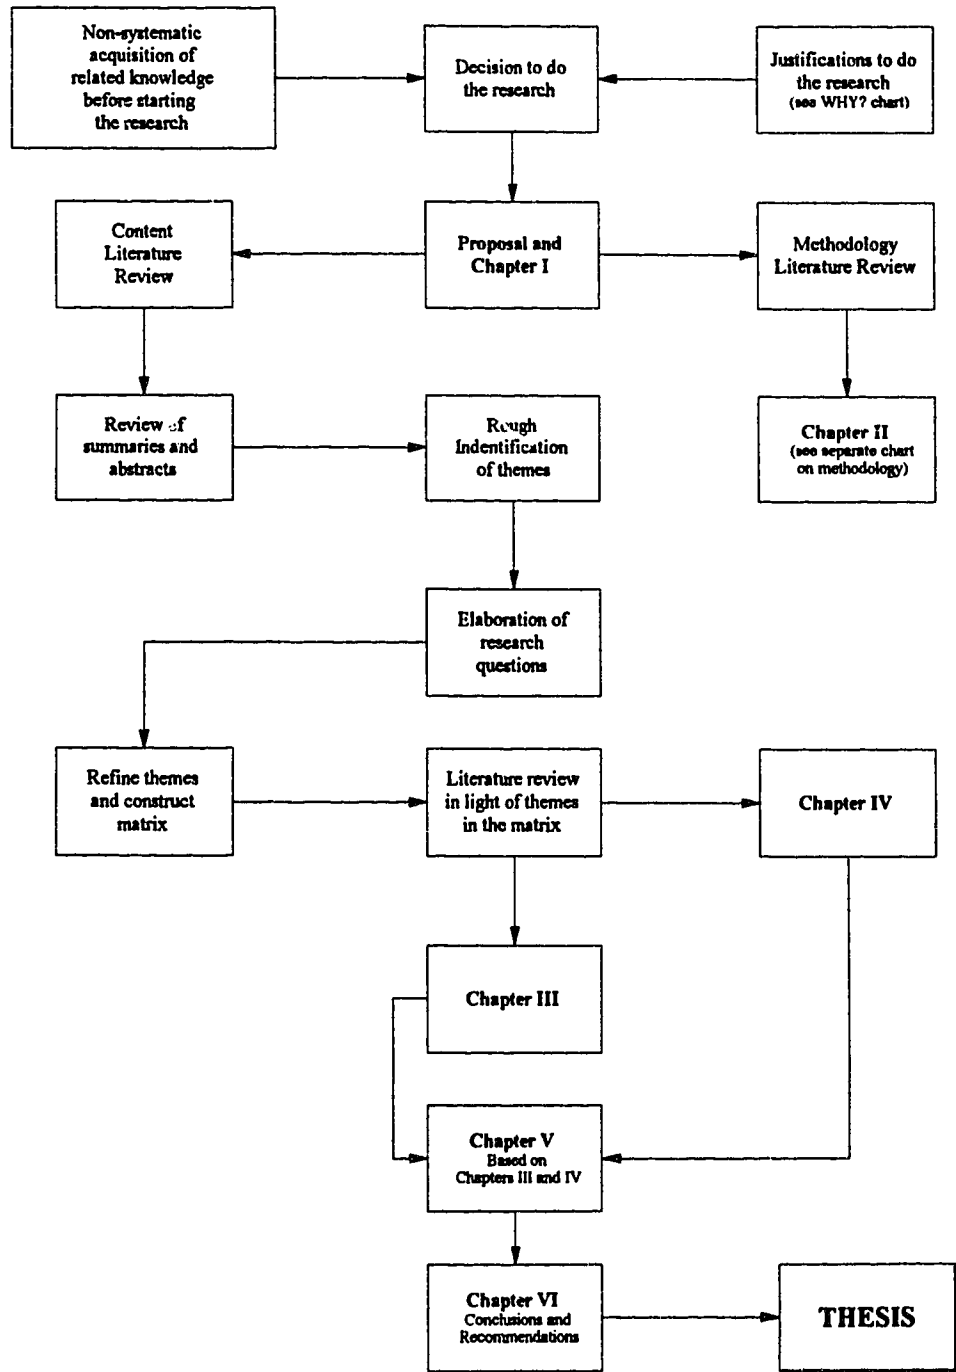 Non-systematic
acquisition of
related knowledge
before starting
the research
Decision to do
the research
Justifications to do
the research
(see WHY? chart)
Content
Literature
Review
Proposal and
Chapter I
Methodology
Literature Review
Review of
summaries and
abstracts
Rough
Indentification
of themes
Chapter II
(see separate chart
on methodology)
Elaboration of
research
questions
Refine themes
and construct
matrix
Literature review
in light of themes
in the matrix
Chapter IV
Chapter III
Chapter V
Based on
Chapters III and IV
Chapter VI
Conclusions and
Recommendations
THESIS